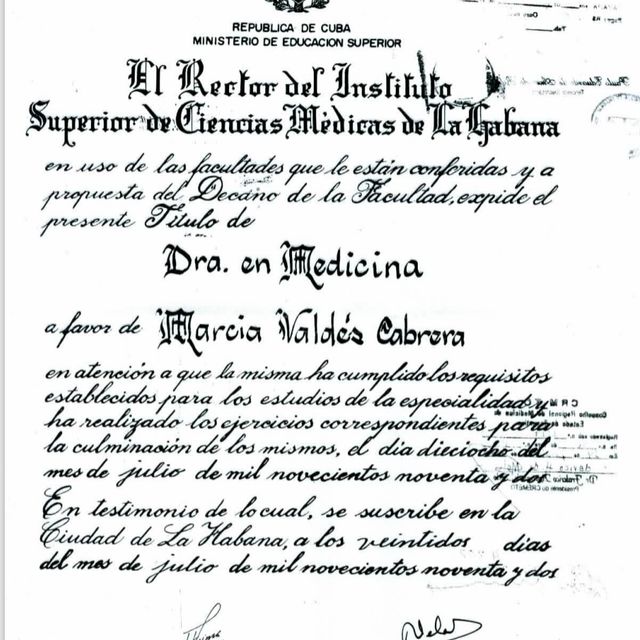 REPUBLICA DE CUBA
MINISTERIO DE EDUCACION SUPERIOR
El Rector del Instituto
Superior de Ciencias Médicas de La Habana
en uso de las facultades que le están conferidas y a
propuesta del Decano de la Facultad, expide el
presente Título de
Dra. en Medicina
a favor de Marcia Valdés Cabrera
en atención a que la misma ha cumplido los requisitos
establecidos para los estudios de la especialidad y
ha realizado los ejercicios correspondientes para
la culminación de los mismos, el día dieciocho del
mes de julio de mil novecientos noventa y dos
En testimonio de lo cual, se suscribe en la
Ciudad de La Habana, a los veintidos días
del mes de julio de mil novecientos noventa y dos